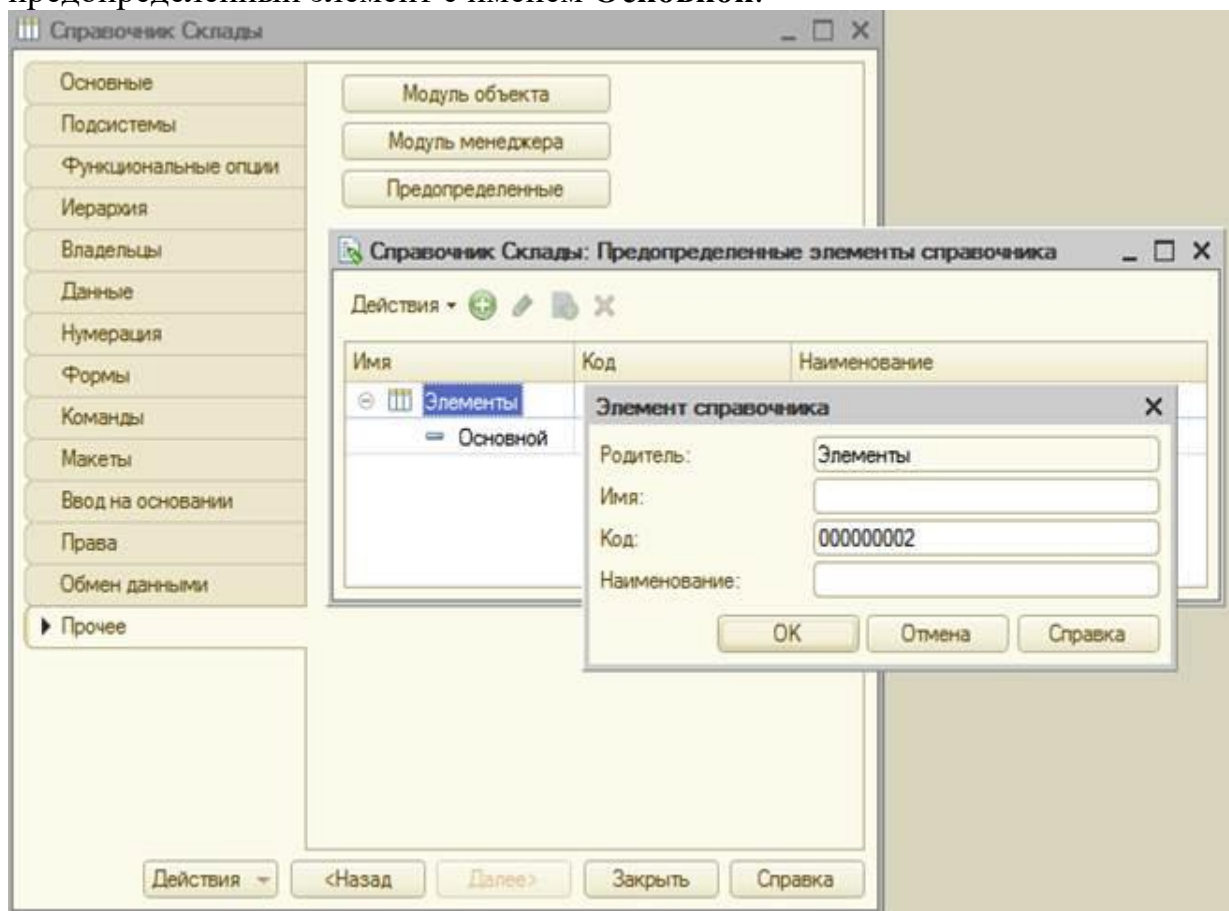 предопределенный элемент с именем Основной.
Справочник Склады
Основные
Подсистемы
Функциональные опции
Иерархия
Владельцы
Данные
Нумерация
Формы
Команды
Макеты
Ввод на основании
Права
Обмен данными
Прочее
Модуль объекта
Модуль менеджера
Предопределенные
Справочник Склады: Предопределенные элементы справочника
Действия
Имя Код Наименование
Элементы
Основной
Элемент справочника
Родитель: Элементы
Имя:
Код: 000000002
Наименование:
OK Отмена Справка
Действия <Назад Далее> Закрыть Справка